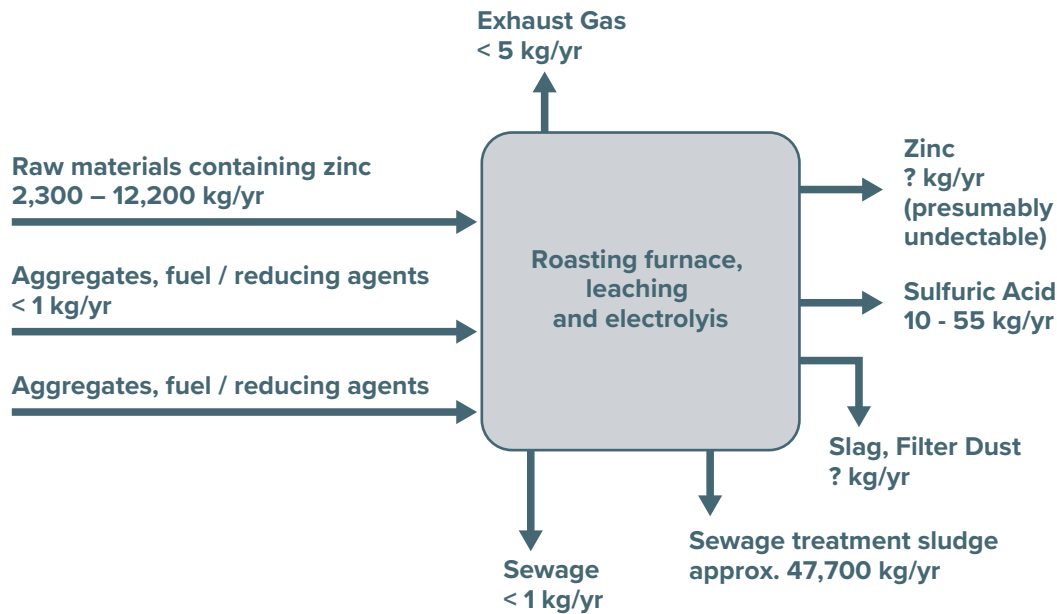 Exhaust Gas
< 5 kg/yr
Raw materials containing zinc
2,300 – 12,200 kg/yr
Aggregates, fuel / reducing agents
< 1 kg/yr
Aggregates, fuel / reducing agents
Roasting furnace,
leaching
and electrolyis
Zinc
? kg/yr
(presumably
undectable)
Sulfuric Acid
10 - 55 kg/yr
Slag, Filter Dust
? kg/yr
Sewage treatment sludge
approx. 47,700 kg/yr
Sewage
< 1 kg/yr